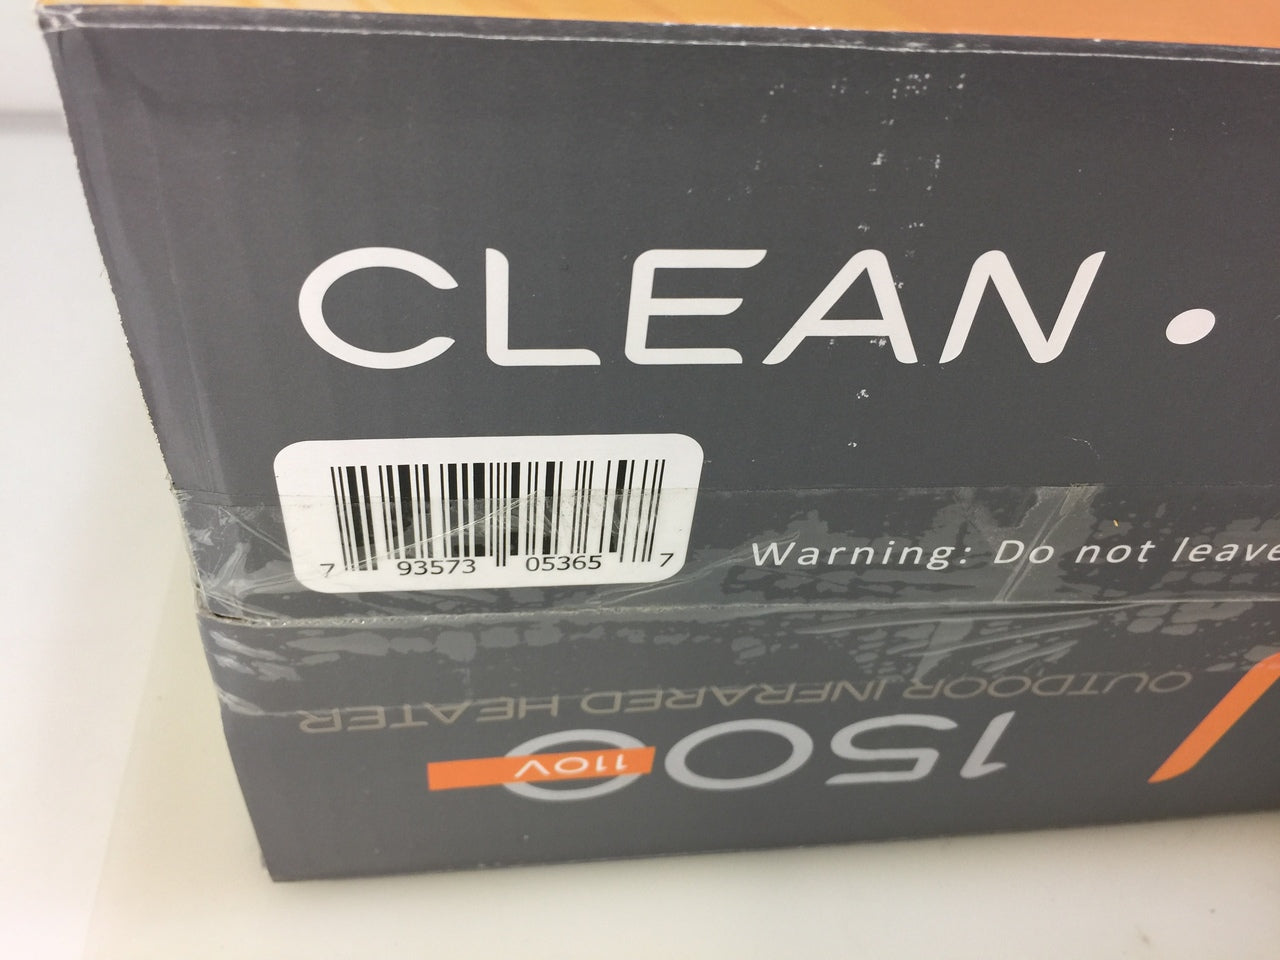 CLEAN •
7 93573 05365 7
Warning: Do not leave
OUTDOOR INFRARED HEATER
1500
110V